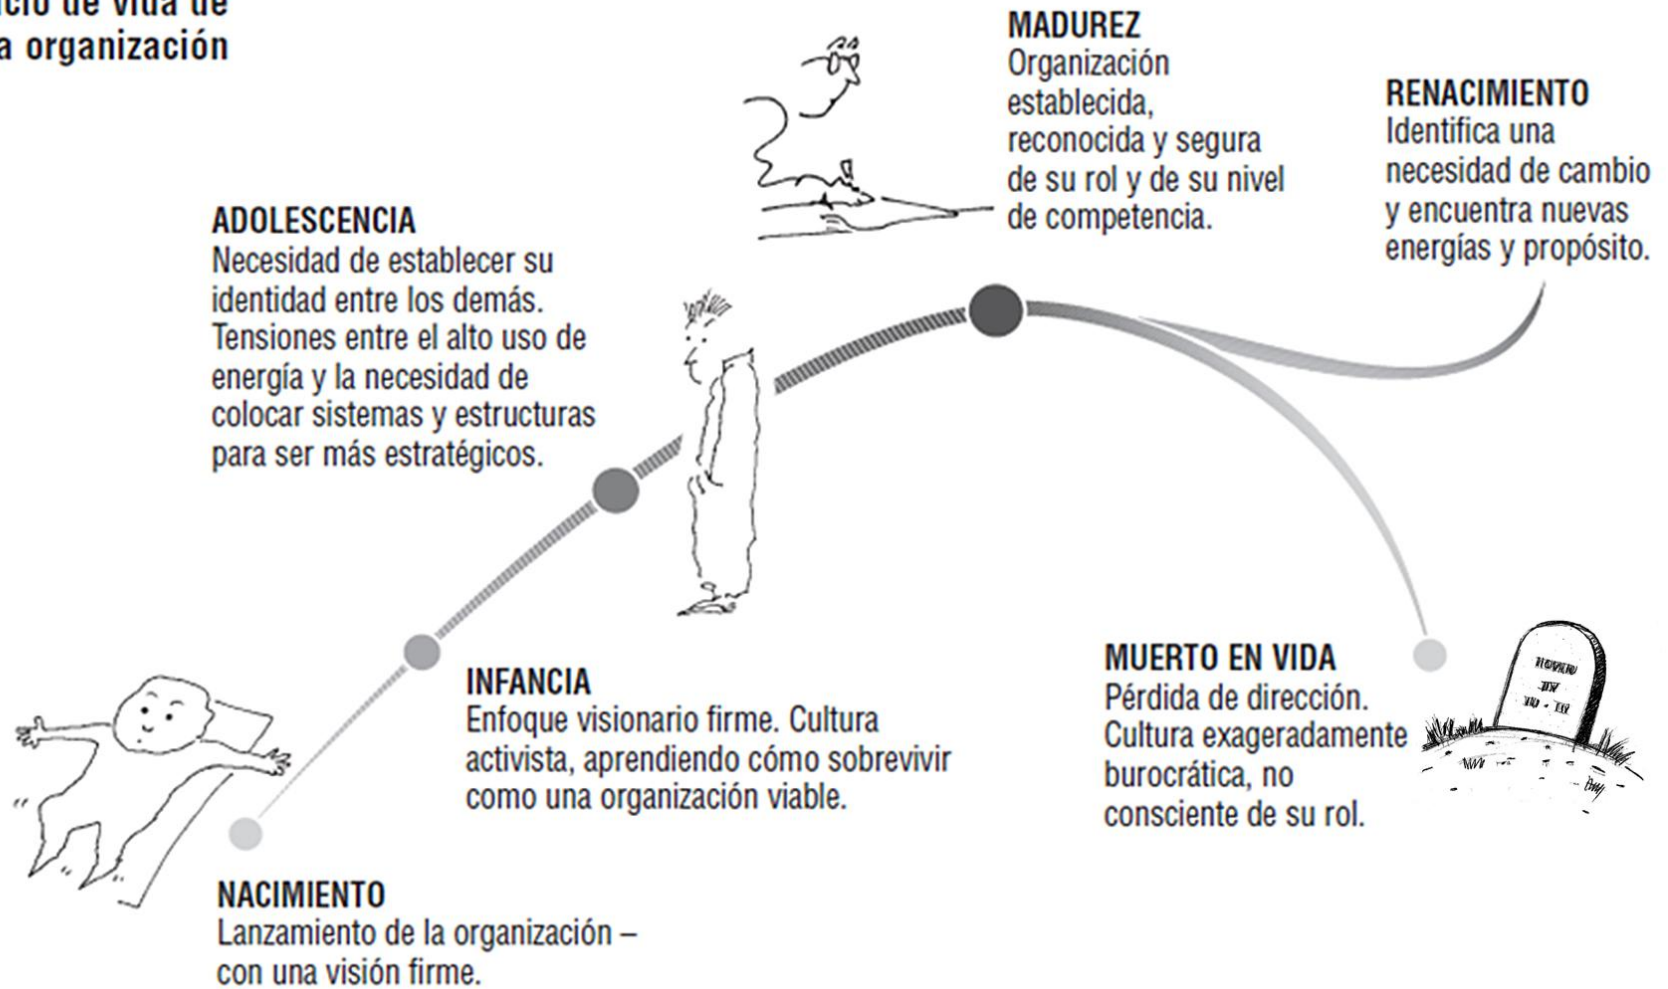 de vida de
organización
MADUREZ
Organización
establecida,
reconocida y segura
de su rol y de su nivel
de competencia.
RENACIMIENTO
Identifica una
necesidad de cambio
y encuentra nuevas
energías y propósito.
ADOLESCENCIA
Necesidad de establecer su
identidad entre los demás.
Tensiones entre el alto uso de
energía y la necesidad de
colocar sistemas y estructuras
para ser más estratégicos.
INFANCIA
Enfoque visionario firme. Cultura
activista, aprendiendo cómo sobrevivir
como una organización viable.
MUERTO EN VIDA
Pérdida de dirección.
Cultura exageradamente
burocrática, no
consciente de su rol.
NACIMIENTO
Lanzamiento de la organización –
con una visión firme.